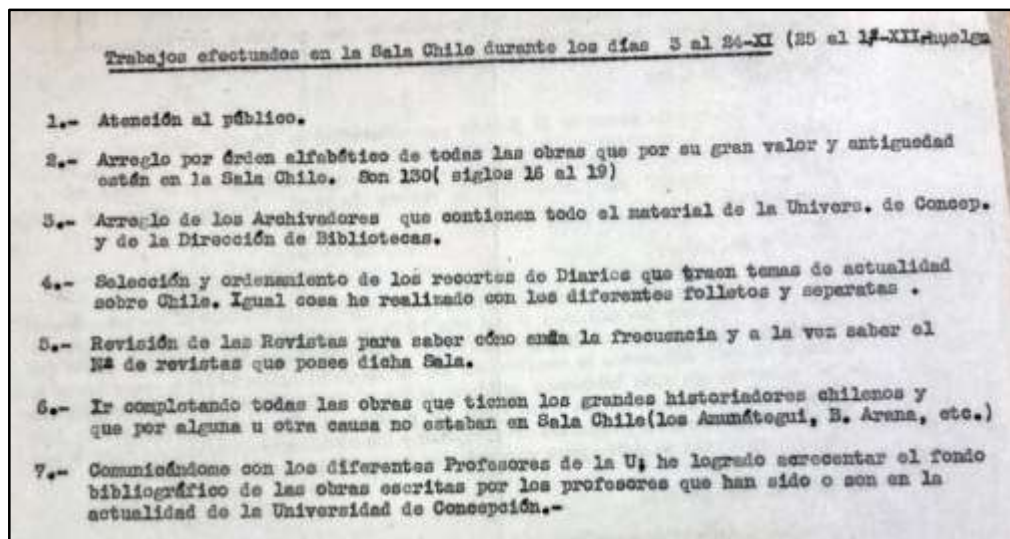 Trabajos efectuados en la Sala Chile durante los días 3 al 24-XI (25 al 1º-XII, huelga
1.- Atención al público.
2.- Arreglo por órden alfabético de todas las obras que por su gran valor y antiguedad
están en la Sala Chile. Son 130( siglos 16 al 19)
3.- Arreglo de los Archivadores que contienen todo el material de la Univers. de Concep.
y de la Dirección de Bibliotecas.
4.- Selección y ordenamiento de los recortes de Diarios que traen temas de actualidad
sobre Chile. Igual cosa he realizado con los diferentes folletos y separatas .
5.- Revisión de las Revistas para saber cómo anda la frecuencia y a la vez saber el
Nª de revistas que posee dicha Sala.
6.- Ir completando todas las obras que tienen los grandes historiadores chilenos y
que por alguna u otra causa no estaban en Sala Chile(los Amunátegui, B. Arana, etc.)
7.- Comunicándome con los diferentes Profesores de la U; he logrado acrecentar el fondo
bibliográfico de las obras escritas por los profesores que han sido o son en la
actualidad de la Universidad de Concepción.-